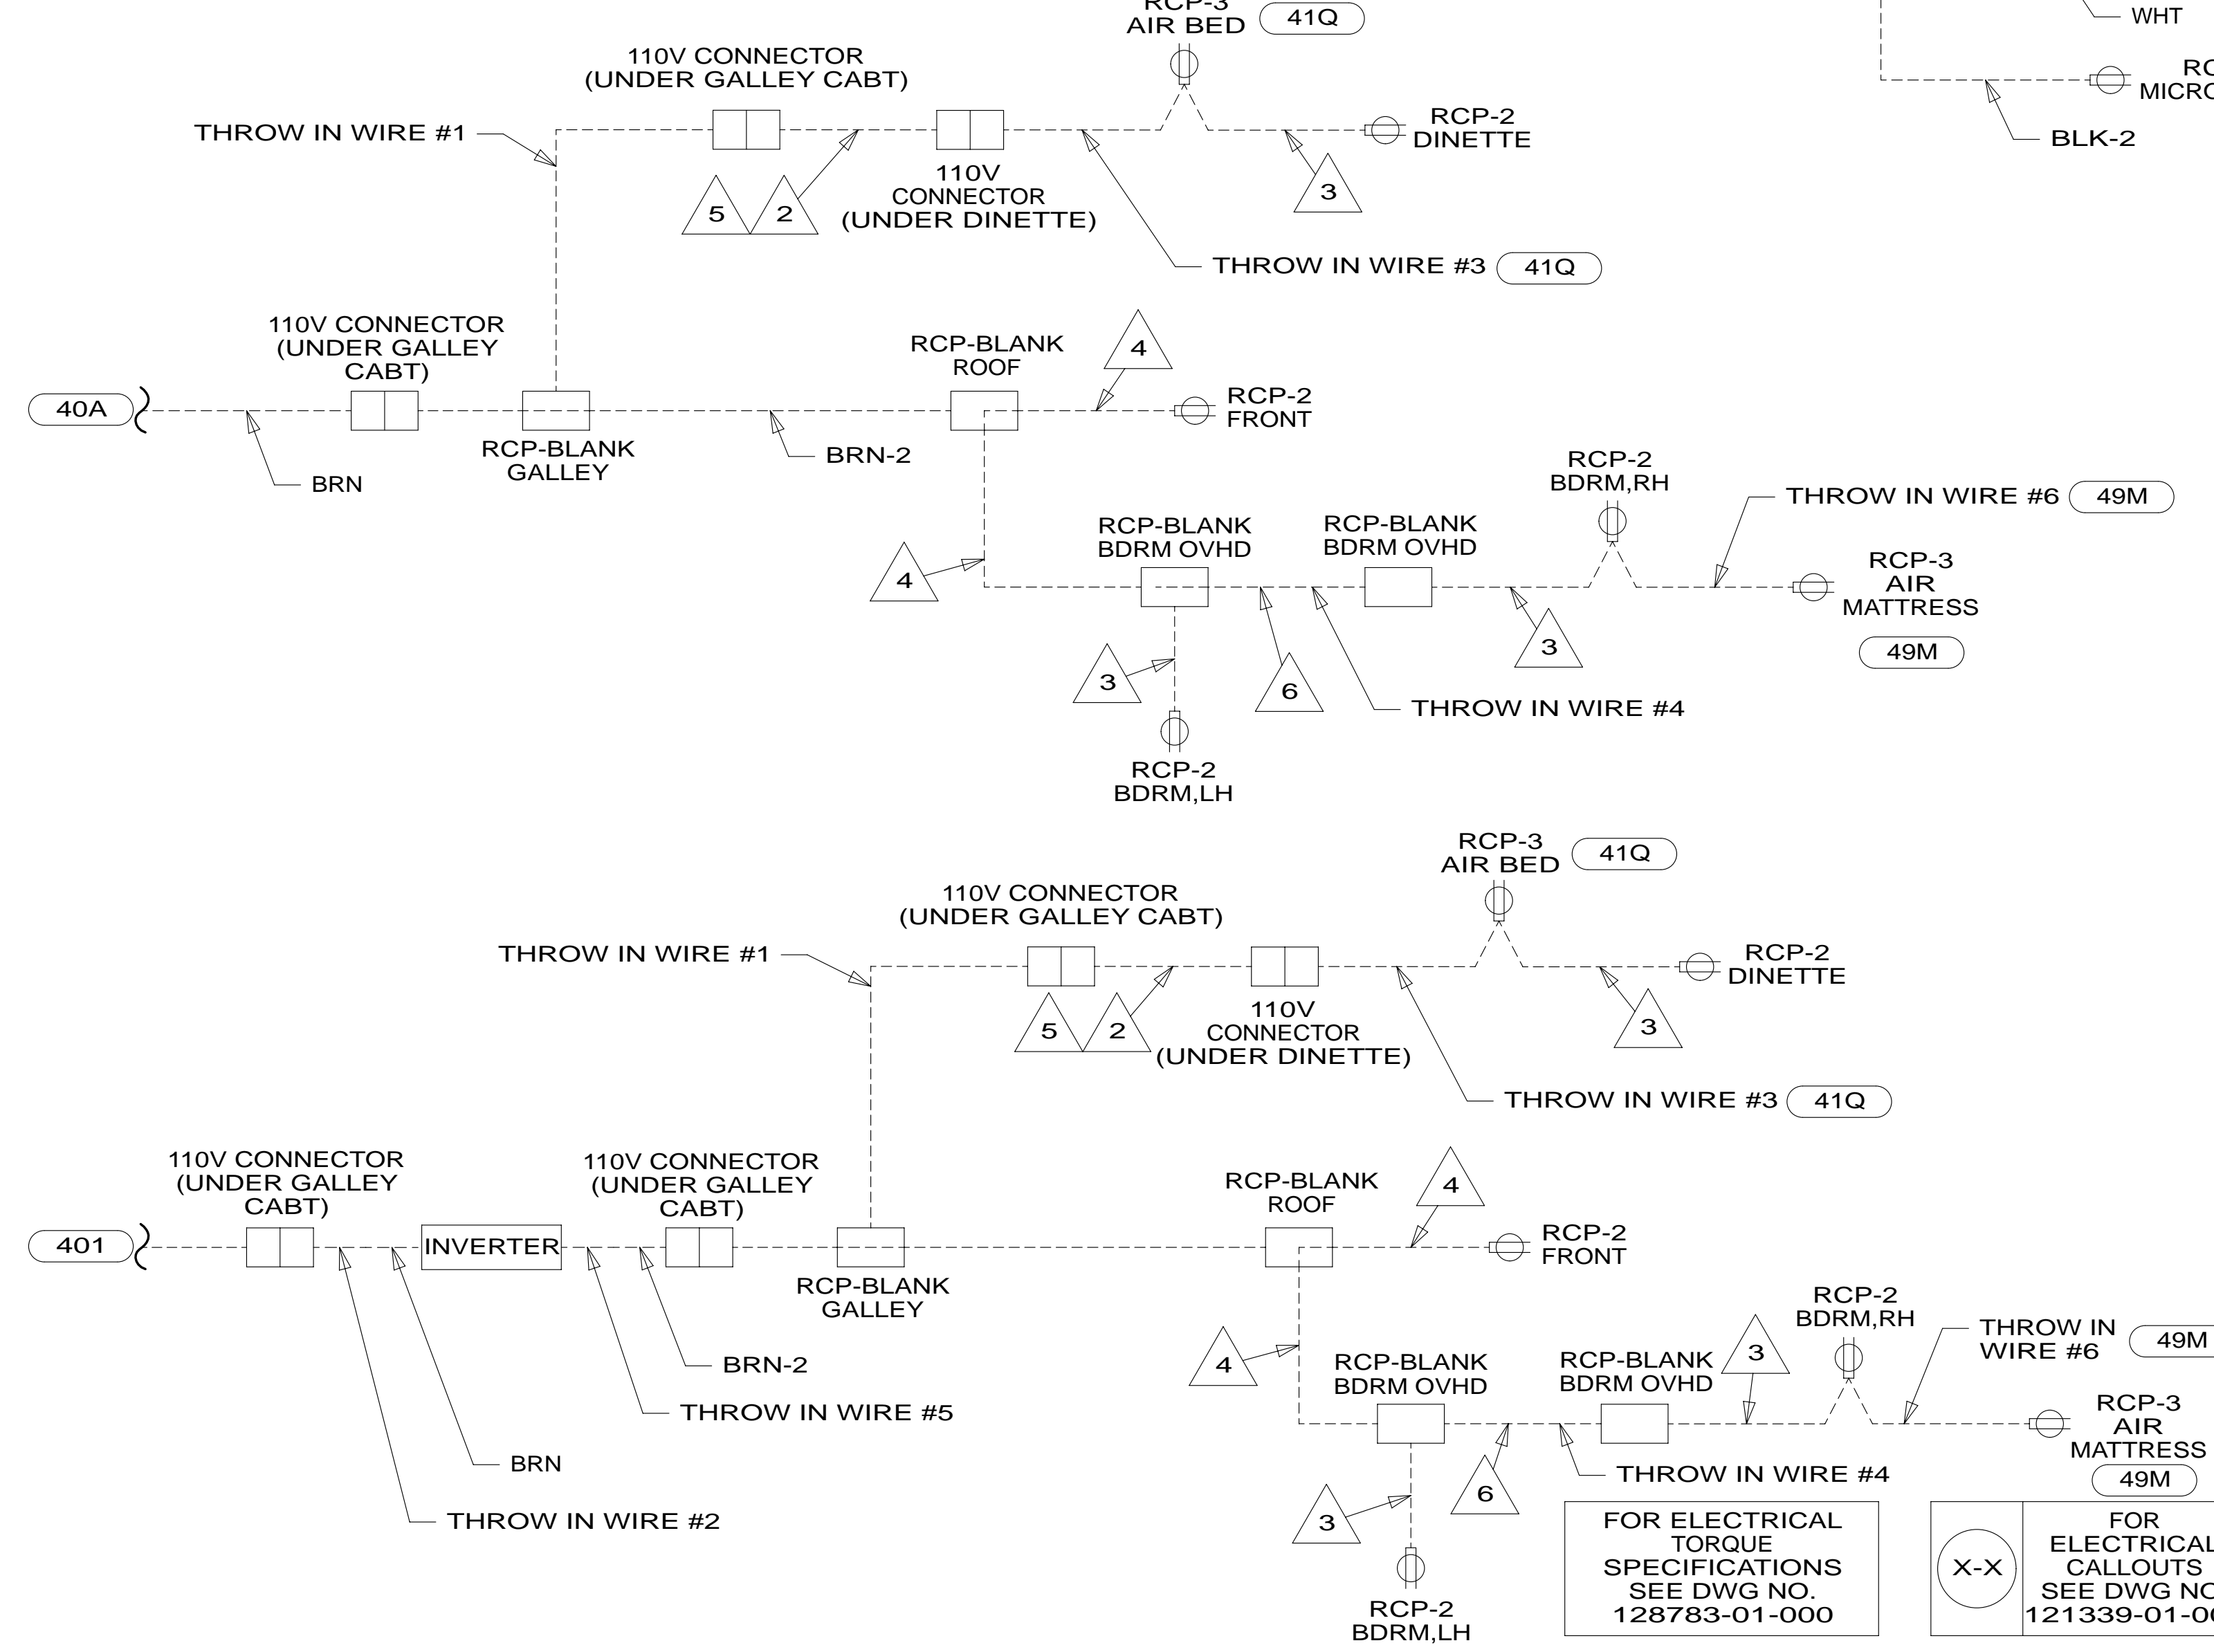 RCP-3
AIR BED
41Q
WHT
110V CONNECTOR
(UNDER GALLEY CABT)
THROW IN WIRE #1
RCP-2
DINETTE
BLK-2
110V
CONNECTOR
(UNDER DINETTE)
5
2
3
THROW IN WIRE #3
41Q
110V CONNECTOR
(UNDER GALLEY
CABT)
RCP-BLANK
ROOF
4
40A
RCP-2
FRONT
RCP-BLANK
GALLEY
BRN-2
BRN
RCP-2
BDRM,RH
THROW IN WIRE #6
49M
RCP-BLANK
BDRM OVHD
RCP-BLANK
BDRM OVHD
4
RCP-3
AIR
MATTRESS
49M
3
6
3
THROW IN WIRE #4
RCP-2
BDRM,LH
RCP-3
AIR BED
41Q
110V CONNECTOR
(UNDER GALLEY CABT)
THROW IN WIRE #1
RCP-2
DINETTE
5
2
110V
CONNECTOR
(UNDER DINETTE)
3
THROW IN WIRE #3
41Q
110V CONNECTOR
(UNDER GALLEY
CABT)
110V CONNECTOR
(UNDER GALLEY
CABT)
RCP-BLANK
ROOF
4
401
INVERTER
RCP-2
FRONT
RCP-BLANK
GALLEY
RCP-2
BDRM,RH
THROW IN
WIRE #6
49M
BRN-2
4
RCP-BLANK
BDRM OVHD
RCP-BLANK
BDRM OVHD
3
THROW IN WIRE #5
RCP-3
AIR
MATTRESS
49M
BRN
THROW IN WIRE #4
THROW IN WIRE #2
3
6
RCP-2
BDRM,LH
FOR ELECTRICAL
TORQUE
SPECIFICATIONS
SEE DWG NO.
128783-01-000
X-X
FOR
ELECTRICAL
CALLOUTS
SEE DWG